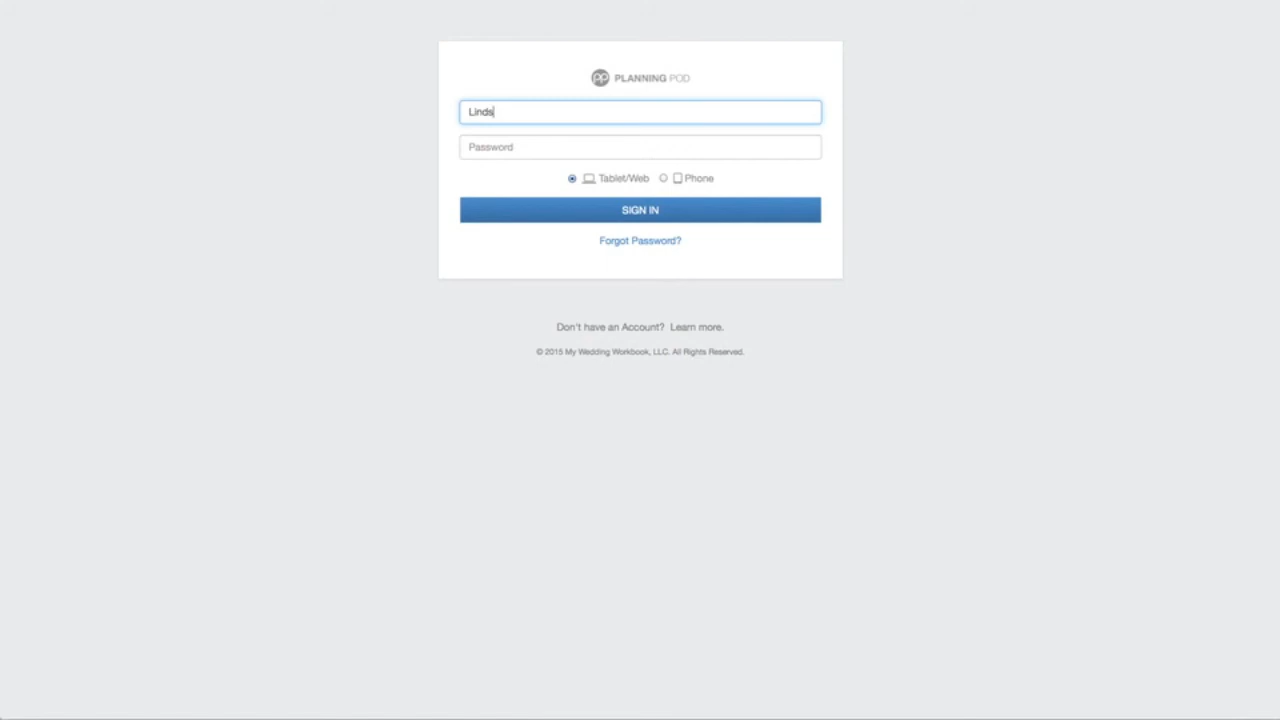 PLANNING POD
Linds
Password
Tablet/Web Phone
SIGN IN
Forgot Password?
Don't have an Account? Learn more.
© 2015 My Wedding Workbook, LLC. All Rights Reserved.